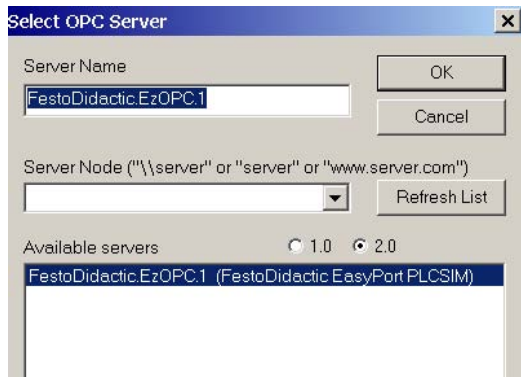 Select OPC Server
Server Name
OK
FestoDidactic.EzOPC.1
Cancel
Server Node ("\\server" or "server" or "www.server.com")
Refresh List
Available servers 1.0 2.0
FestoDidactic.EzOPC.1 (FestoDidactic EasyPort PLCSIM)